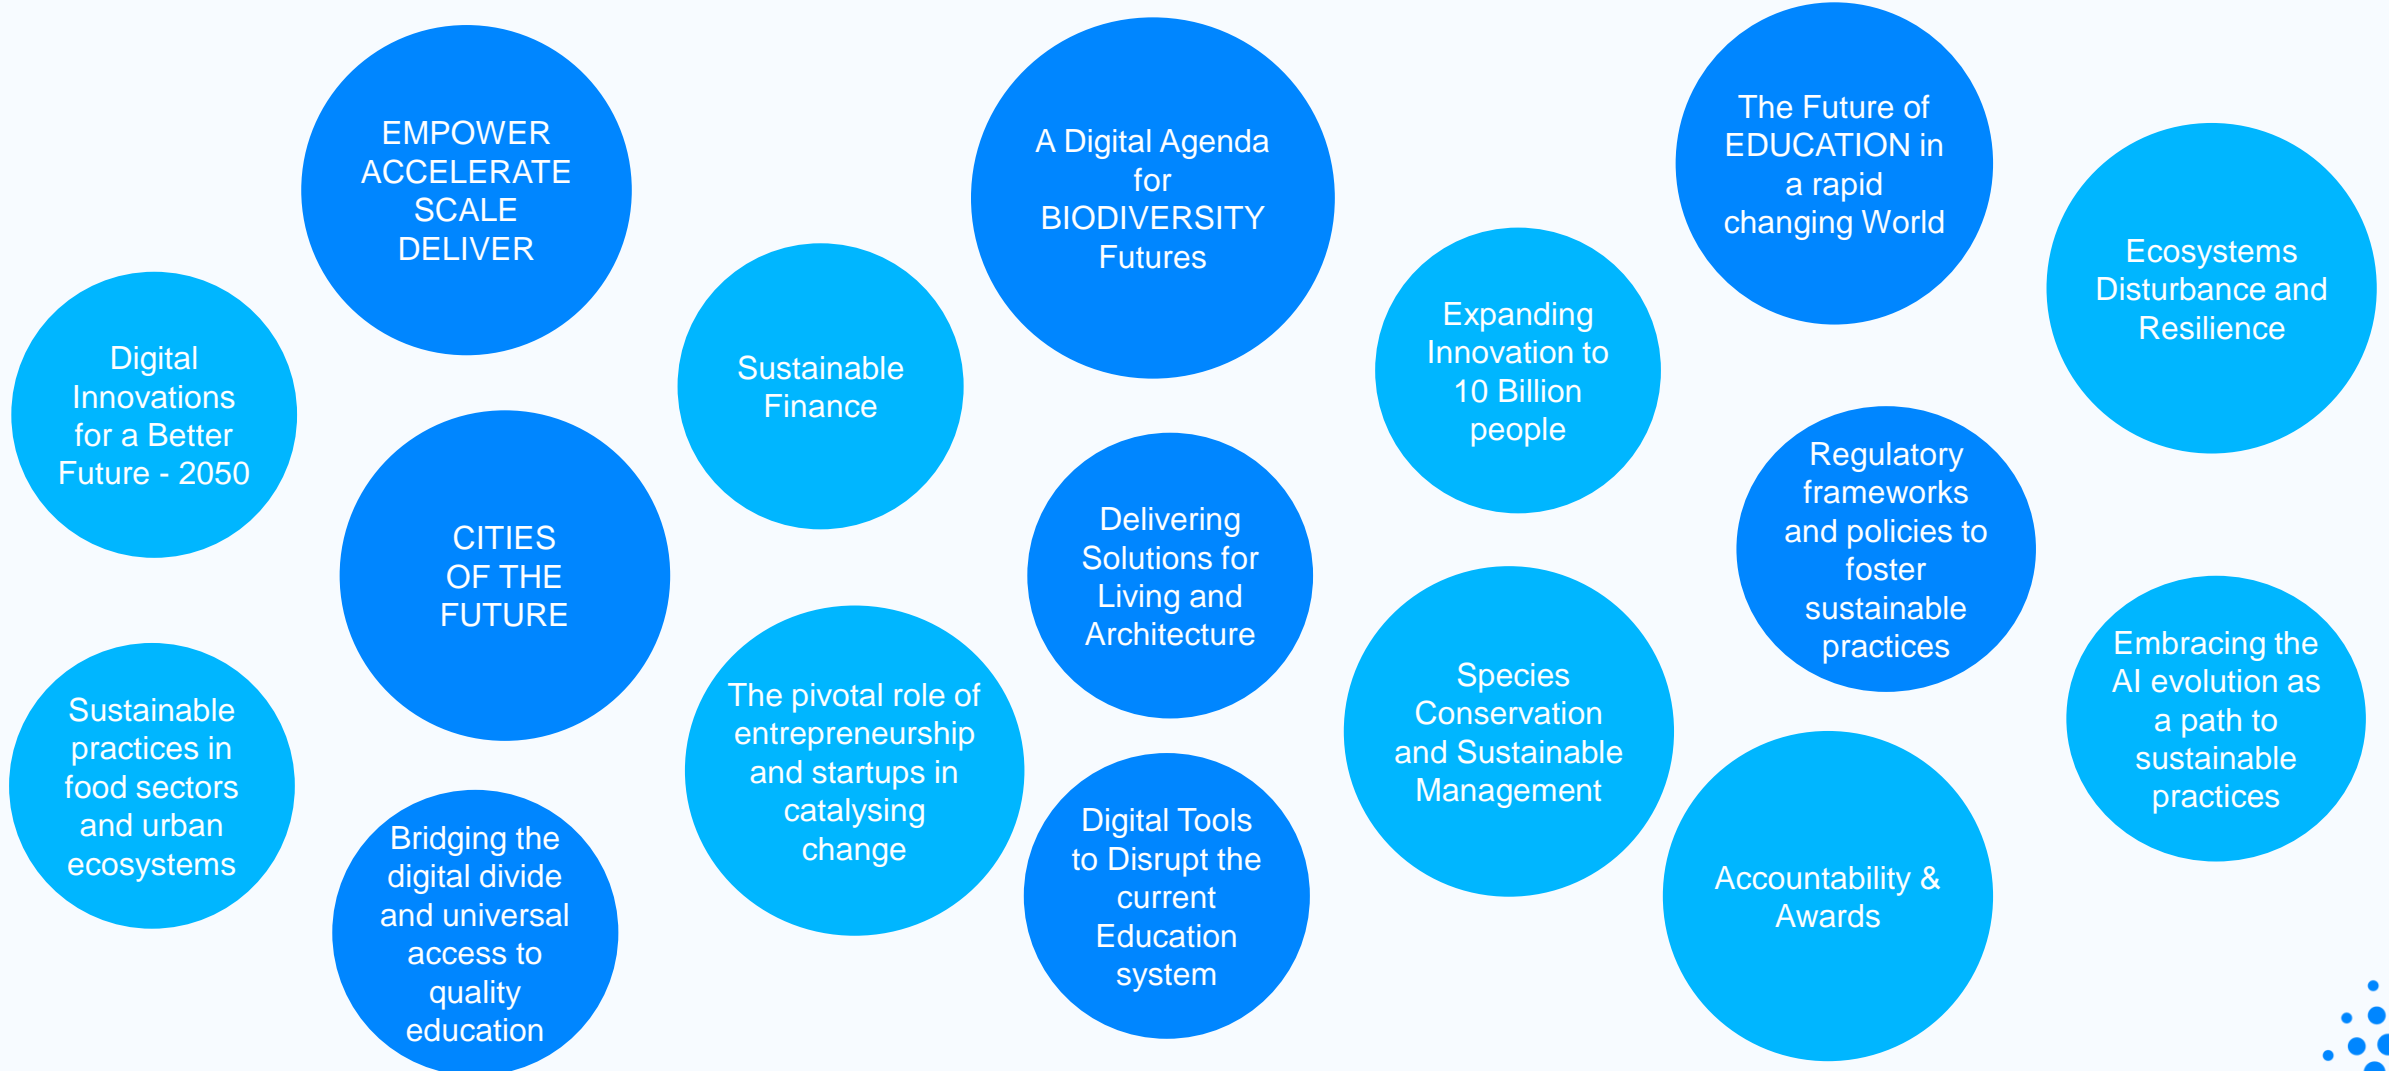 EMPOWER
ACCELERATE
SCALE
DELIVER
A Digital Agenda
for
BIODIVERSITY
Futures
The Future of
EDUCATION in
a rapid
changing World
Ecosystems
Disturbance and
Resilience
Digital
Innovations
for a Better
Future - 2050
Sustainable
Finance
Expanding
Innovation to
10 Billion
people
CITIES
OF THE
FUTURE
Delivering
Solutions for
Living and
Architecture
Regulatory
frameworks
and policies to
foster
sustainable
practices
Sustainable
practices in
food sectors
and urban
ecosystems
The pivotal role of
entrepreneurship
and startups in
catalysing
change
Species
Conservation
and Sustainable
Management
Embracing the
AI evolution as
a path to
sustainable
practices
Bridging the
digital divide
and universal
access to
quality
education
Digital Tools
to Disrupt the
current
Education
system
Accountability &
Awards